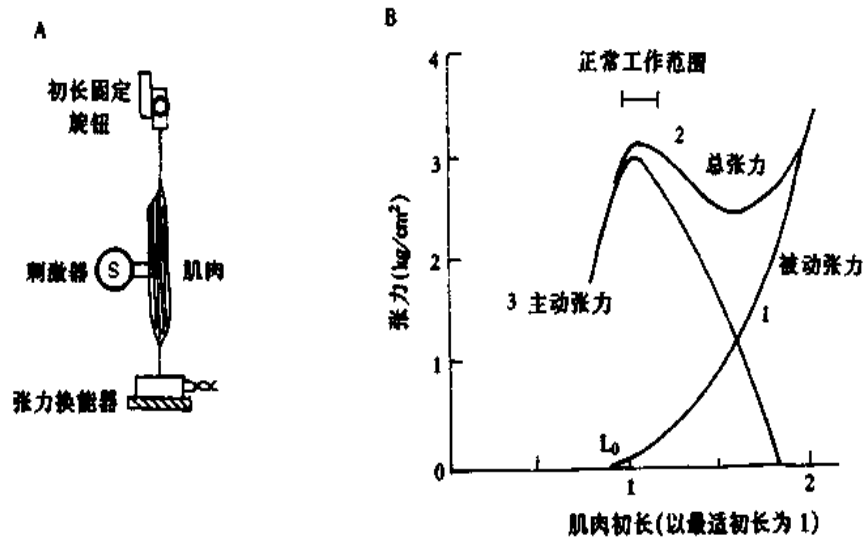 A
初长固定
旋钮
刺激器
S
肌肉
张力换能器
B
正常工作范围
4
3
2
1
0
张力(kg/cm²)
2
总张力
被动张力
1
3 主动张力
L₀
1
2
肌肉初长(以最适初长为1)